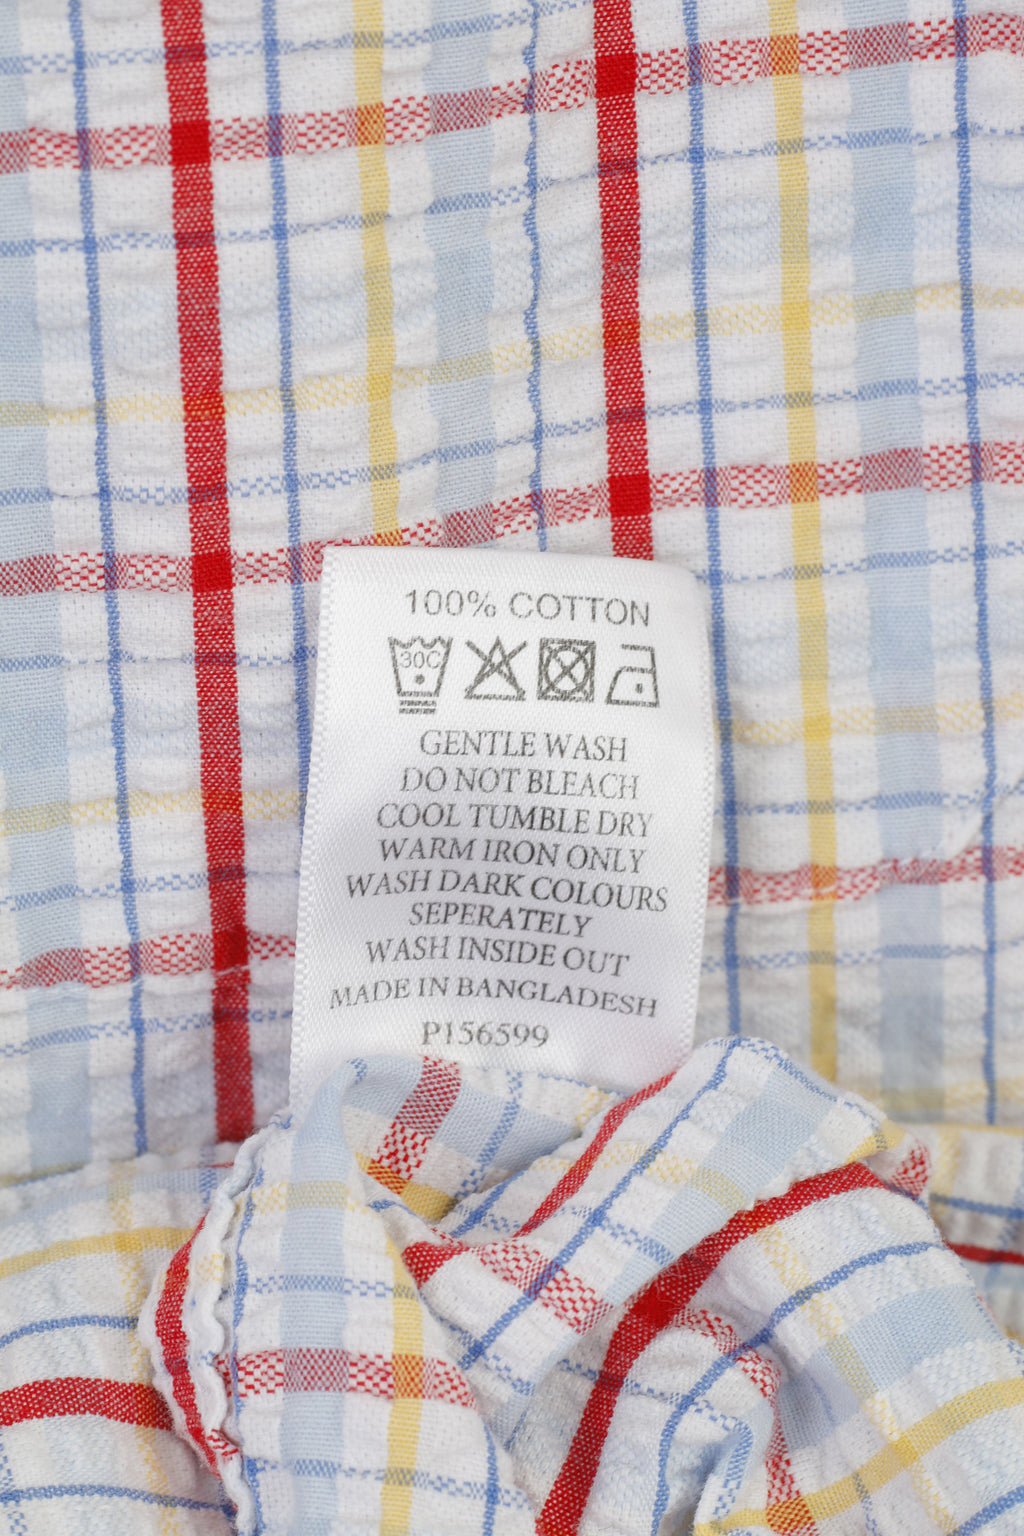 100% COTTON
30C
GENTLE WASH
DO NOT BLEACH
COOL TUMBLE DRY
WARM IRON ONLY
WASH DARK COLOURS
SEPERATELY
WASH INSIDE OUT
MADE IN BANGLADESH
P156599